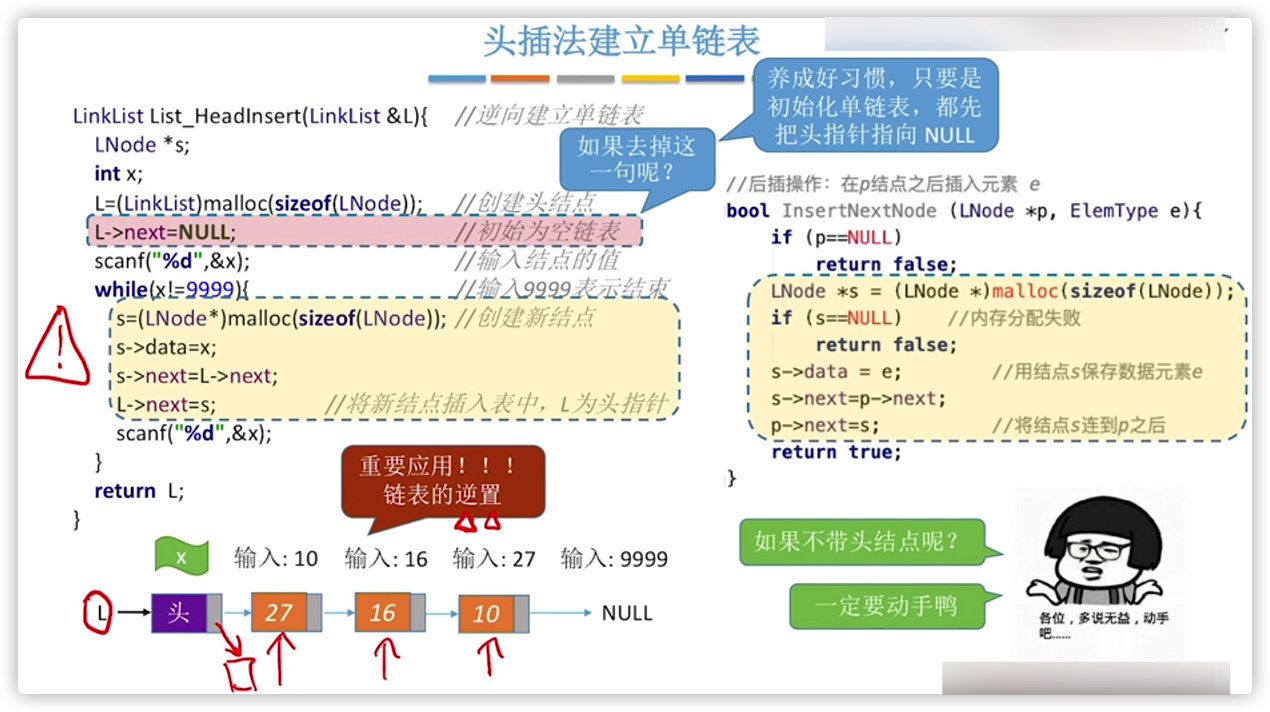 头插法建立单链表
养成好习惯，只要是
初始化单链表，都先
把头指针指向 NULL
如果去掉这
一句呢？
LinkList List_HeadInsert(LinkList &L){ //逆向建立单链表
LNode *s;
int x;
L=(LinkList)malloc(sizeof(LNode)); //创建头结点
L->next=NULL; //初始为空链表
scanf("%d",&x); //输入结点的值
while(x!=9999){ //输入9999表示结束
s=(LNode*)malloc(sizeof(LNode)); //创建新结点
s->data=x;
s->next=L->next;
L->next=s; //将新结点插入表中，L为头指针
scanf("%d",&x);
}
return L;
}
//后插操作：在p结点之后插入元素 e
bool InsertNextNode (LNode *p, ElemType e){
if (p==NULL)
return false;
LNode *s = (LNode *)malloc(sizeof(LNode));
if (s==NULL) //内存分配失败
return false;
s->data = e; //用结点s保存数据元素e
s->next=p->next;
p->next=s; //将结点s连到p之后
return true;
}
!
重要应用！！！
链表的逆置
x 输入: 10 输入: 16 输入: 27 输入: 9999
L 头 27 16 10 NULL
如果不带头结点呢？
一定要动手鸭
各位，多说无益，动手
吧......